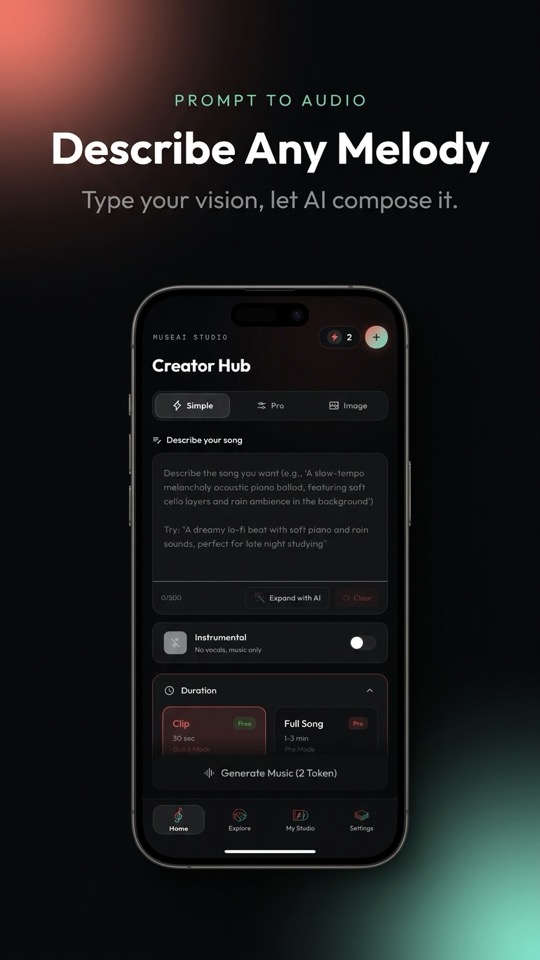 PROMPT TO AUDIO
Describe Any Melody
Type your vision, let AI compose it.
MUSEAI STUDIO
2
+
Creator Hub
Simple
Pro
Image
Describe your song
Describe the song you want (e.g., 'A slow-tempo
melancholy acoustic piano ballad, featuring soft
cello layers and rain ambience in the background')
Try: "A dreamy lo-fi beat with soft piano and rain
sounds, perfect for late night studying"
0/500
Expand with AI
Clear
Instrumental
No vocals, music only
Duration
Clip
Free
30 sec
Quick Mode
Full Song
Pro
1-3 min
Pro Mode
Generate Music (2 Token)
Home
Explore
My Studio
Settings